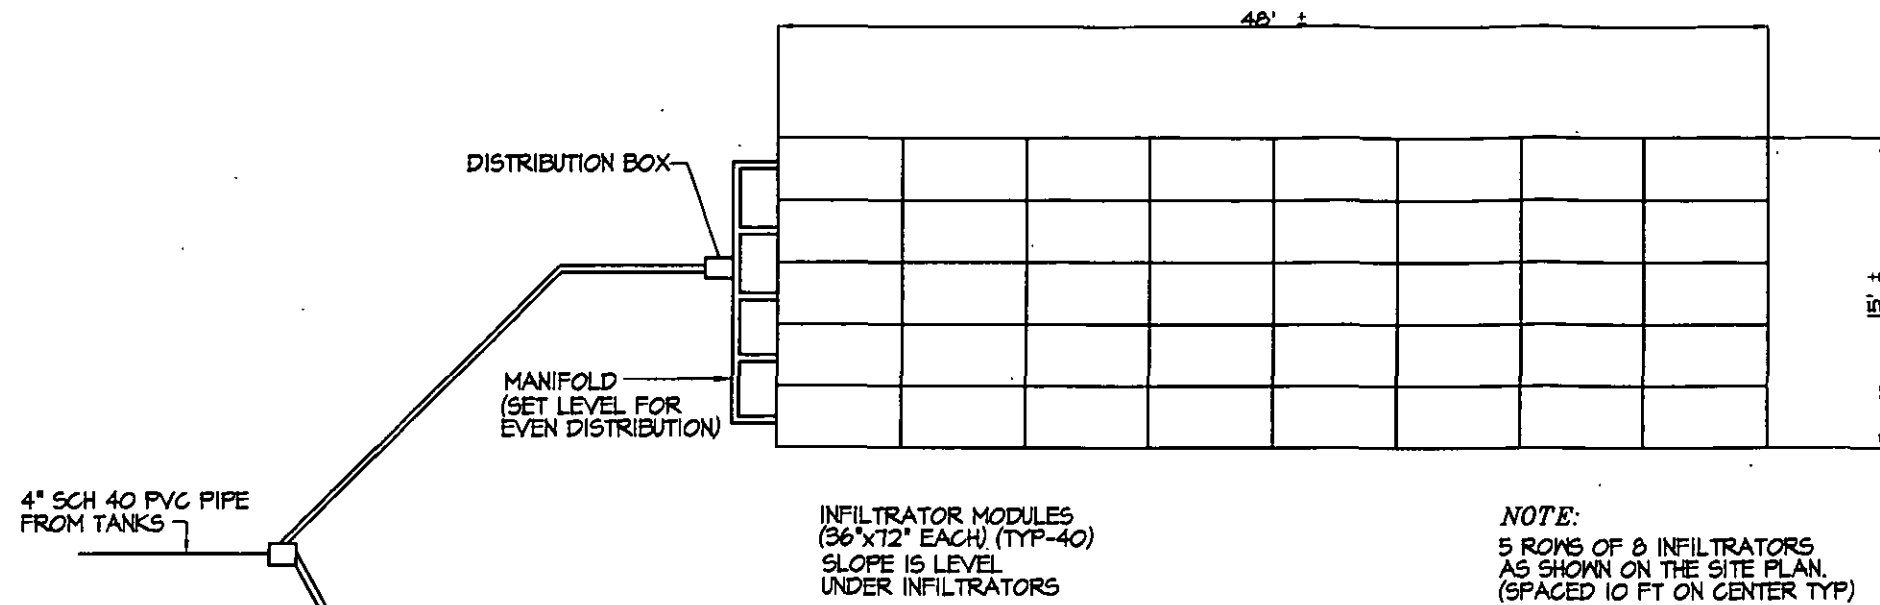 48' ±
DISTRIBUTION BOX
15' ±
MANIFOLD
(SET LEVEL FOR
EVEN DISTRIBUTION)
4" SCH 40 PVC PIPE
FROM TANKS
INFILTRATOR MODULES
(36"x72" EACH) (TYP-40)
SLOPE IS LEVEL
UNDER INFILTRATORS
NOTE:
5 ROWS OF 8 INFILTRATORS
AS SHOWN ON THE SITE PLAN.
(SPACED 10 FT ON CENTER TYP)